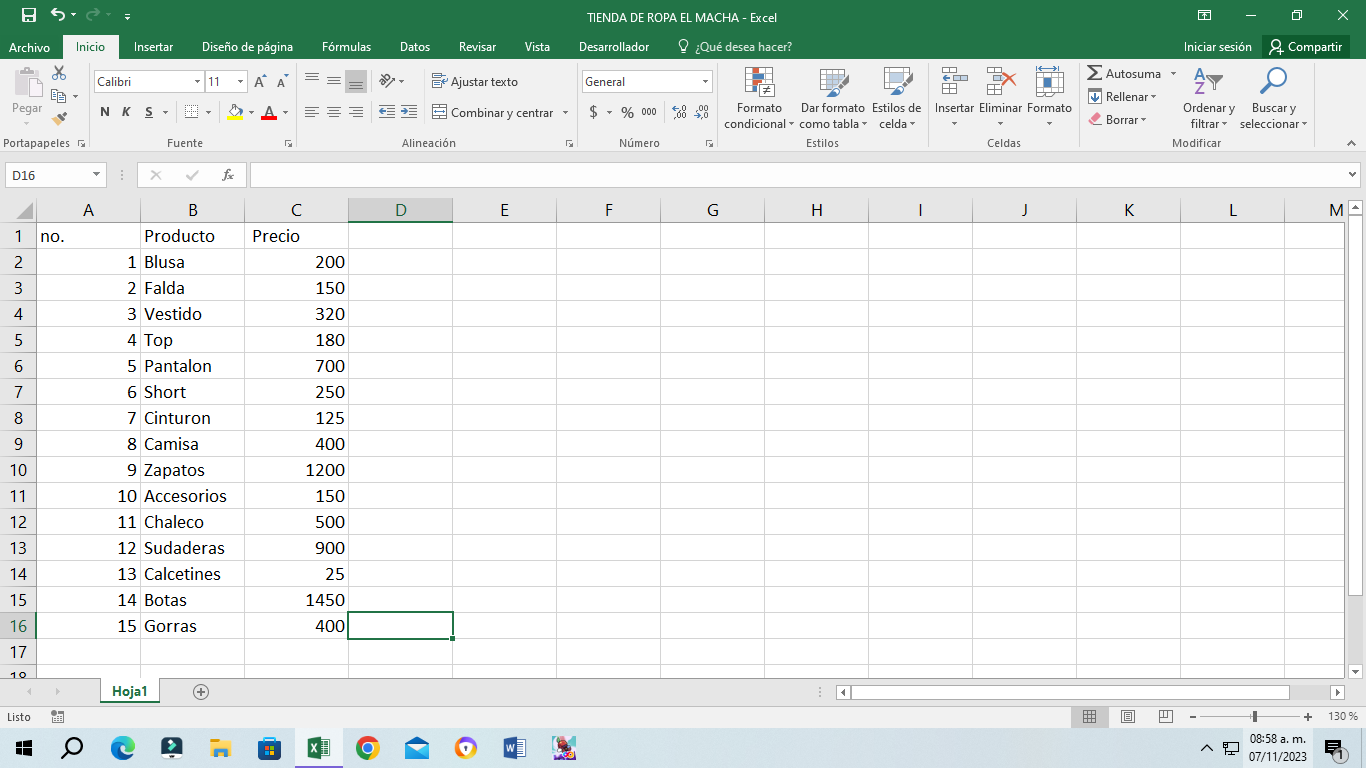 TIENDA DE ROPA EL MACHA - Excel
Archivo Inicio Insertar Diseño de página Fórmulas Datos Revisar Vista Desarrollador ¿Qué desea hacer? Iniciar sesión Compartir
Pegar
Portapapeles
Calibri 11
N K S A
Fuente
Ajustar texto
Combinar y centrar
Alineación
General
$ % 000
Número
Formato condicional
Dar formato como tabla
Estilos de celda
Estilos
Insertar Eliminar Formato
Celdas
Autosuma
Rellenar
Borrar
Ordenar y filtrar
Buscar y seleccionar
Modificar
D16 fx
A B C D E F G H I J K L M
1 no. Producto Precio
2 1 Blusa 200
3 2 Falda 150
4 3 Vestido 320
5 4 Top 180
6 5 Pantalon 700
7 6 Short 250
8 7 Cinturon 125
9 8 Camisa 400
10 9 Zapatos 1200
11 10 Accesorios 150
12 11 Chaleco 500
13 12 Sudaderas 900
14 13 Calcetines 25
15 14 Botas 1450
16 15 Gorras 400
17
18
Hoja1
Listo 130 %
08:58 a. m.
07/11/2023
1